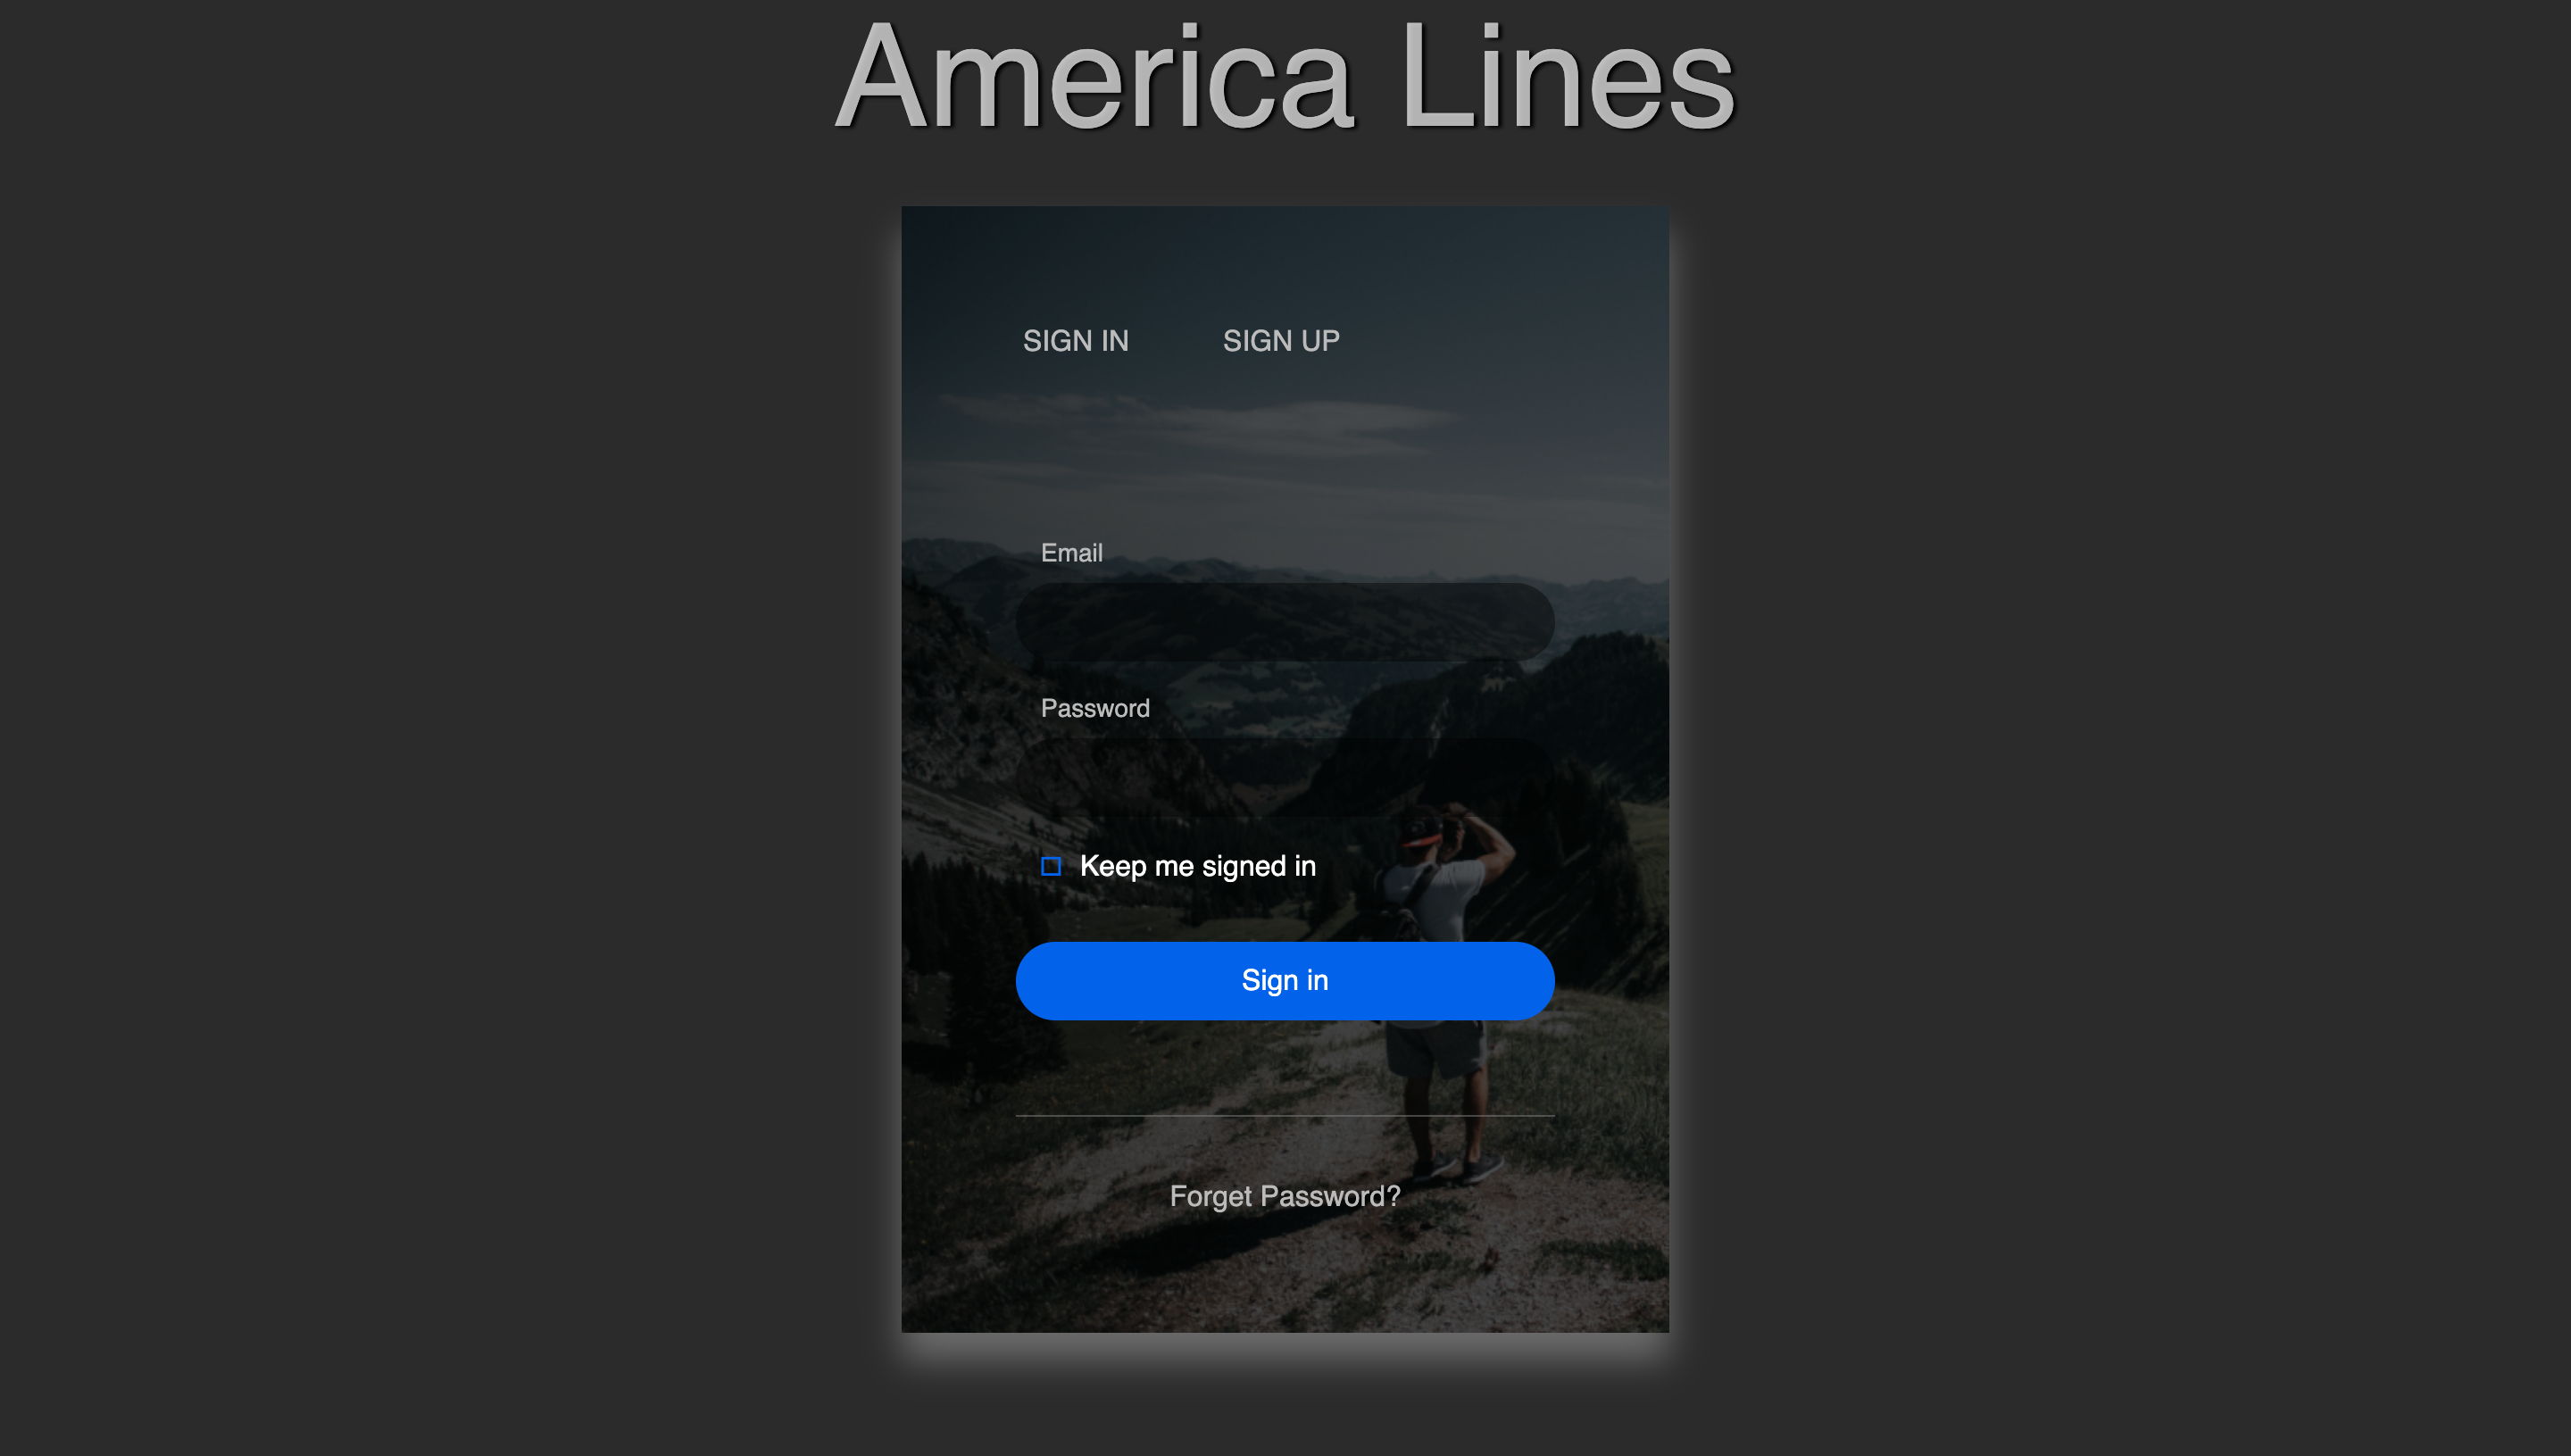 America Lines
SIGN IN SIGN UP
Email
Password
Keep me signed in
Sign in
Forget Password?